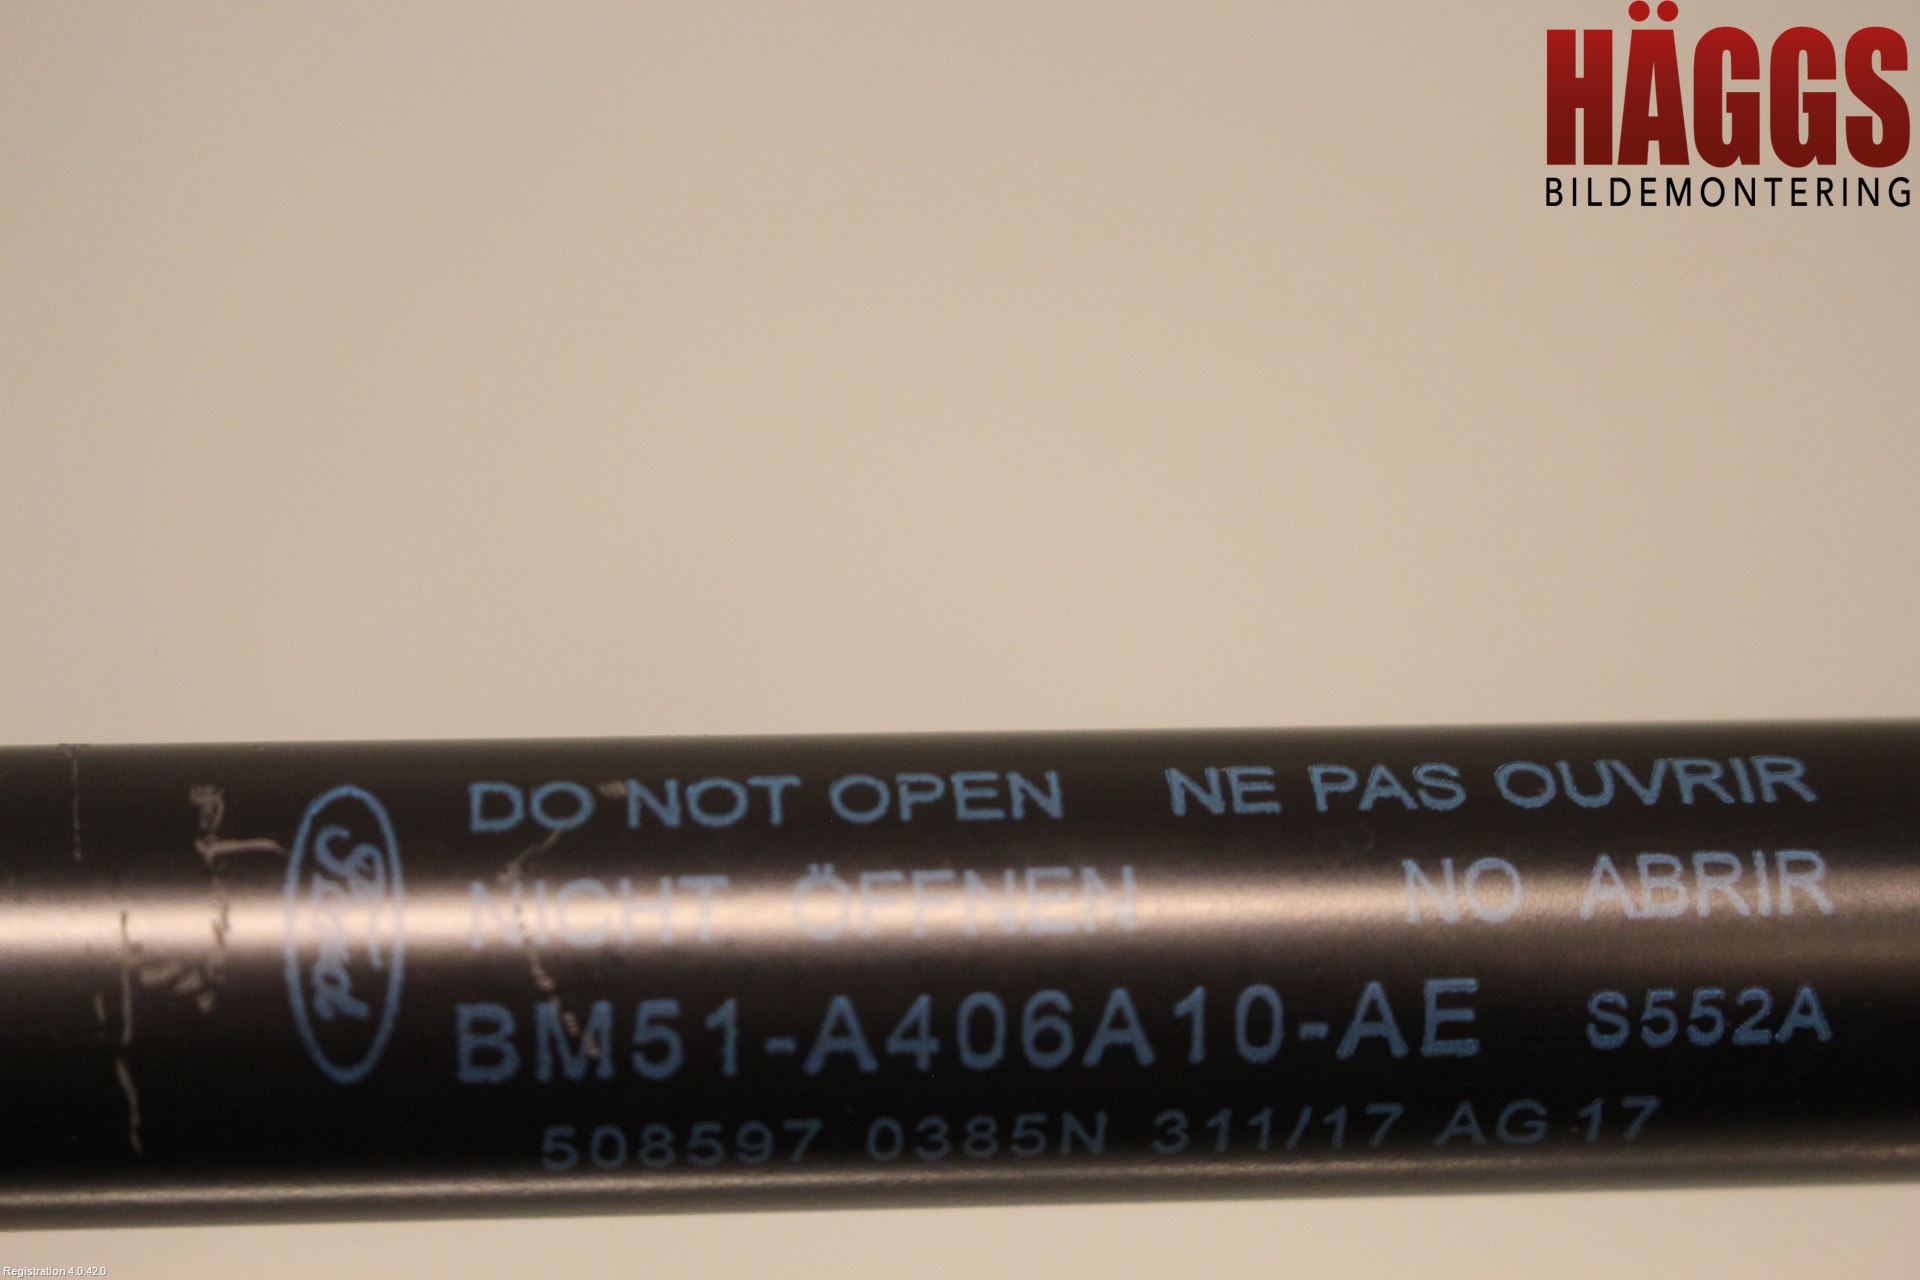 HÄGGS
BILDEMONTERING
Ford
DO NOT OPEN NE PAS OUVRIR
NICHT ÖFFNEN NO ABRIR
BM51-A406A10-AE S552A
508597 0385N 311/17 AG 17
Registration 4.0.42.0